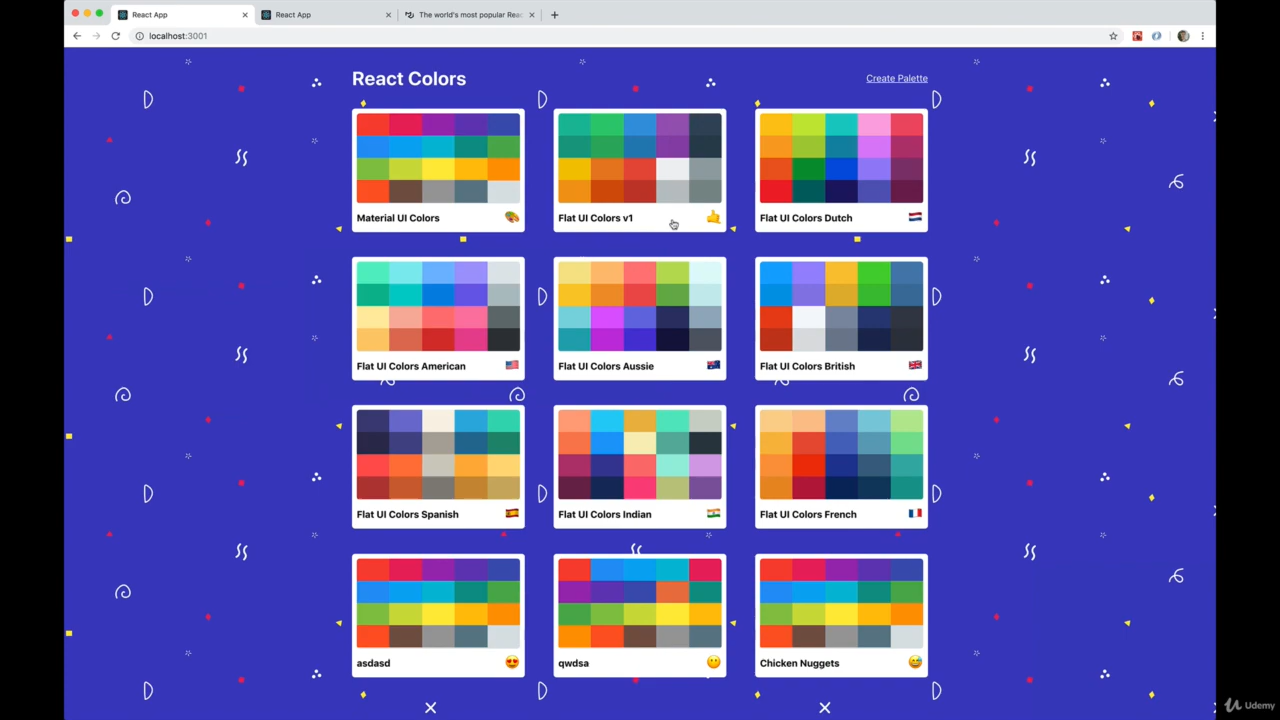 React App
React App
The world's most popular Reac
localhost:3001
React Colors
Create Palette
Material UI Colors
Flat UI Colors v1
Flat UI Colors Dutch
Flat UI Colors American
Flat UI Colors Aussie
Flat UI Colors British
Flat UI Colors Spanish
Flat UI Colors Indian
Flat UI Colors French
asdasd
qwdsa
Chicken Nuggets
Udemy